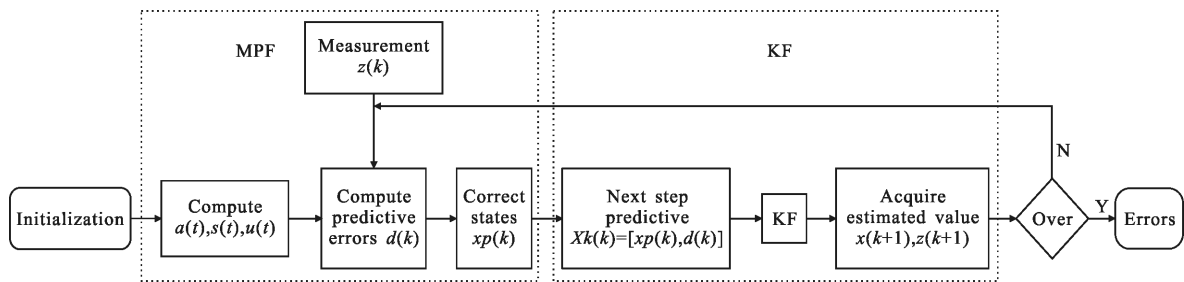 MPF
KF
Measurement
z(k)
N
Initialization
Compute
a(t),s(t),u(t)
Compute
predictive
errors d(k)
Correct
states
xp(k)
Next step
predictive
Xk(k)=[xp(k),d(k)]
KF
Acquire
estimated value
x(k+1),z(k+1)
Over
Y
Errors